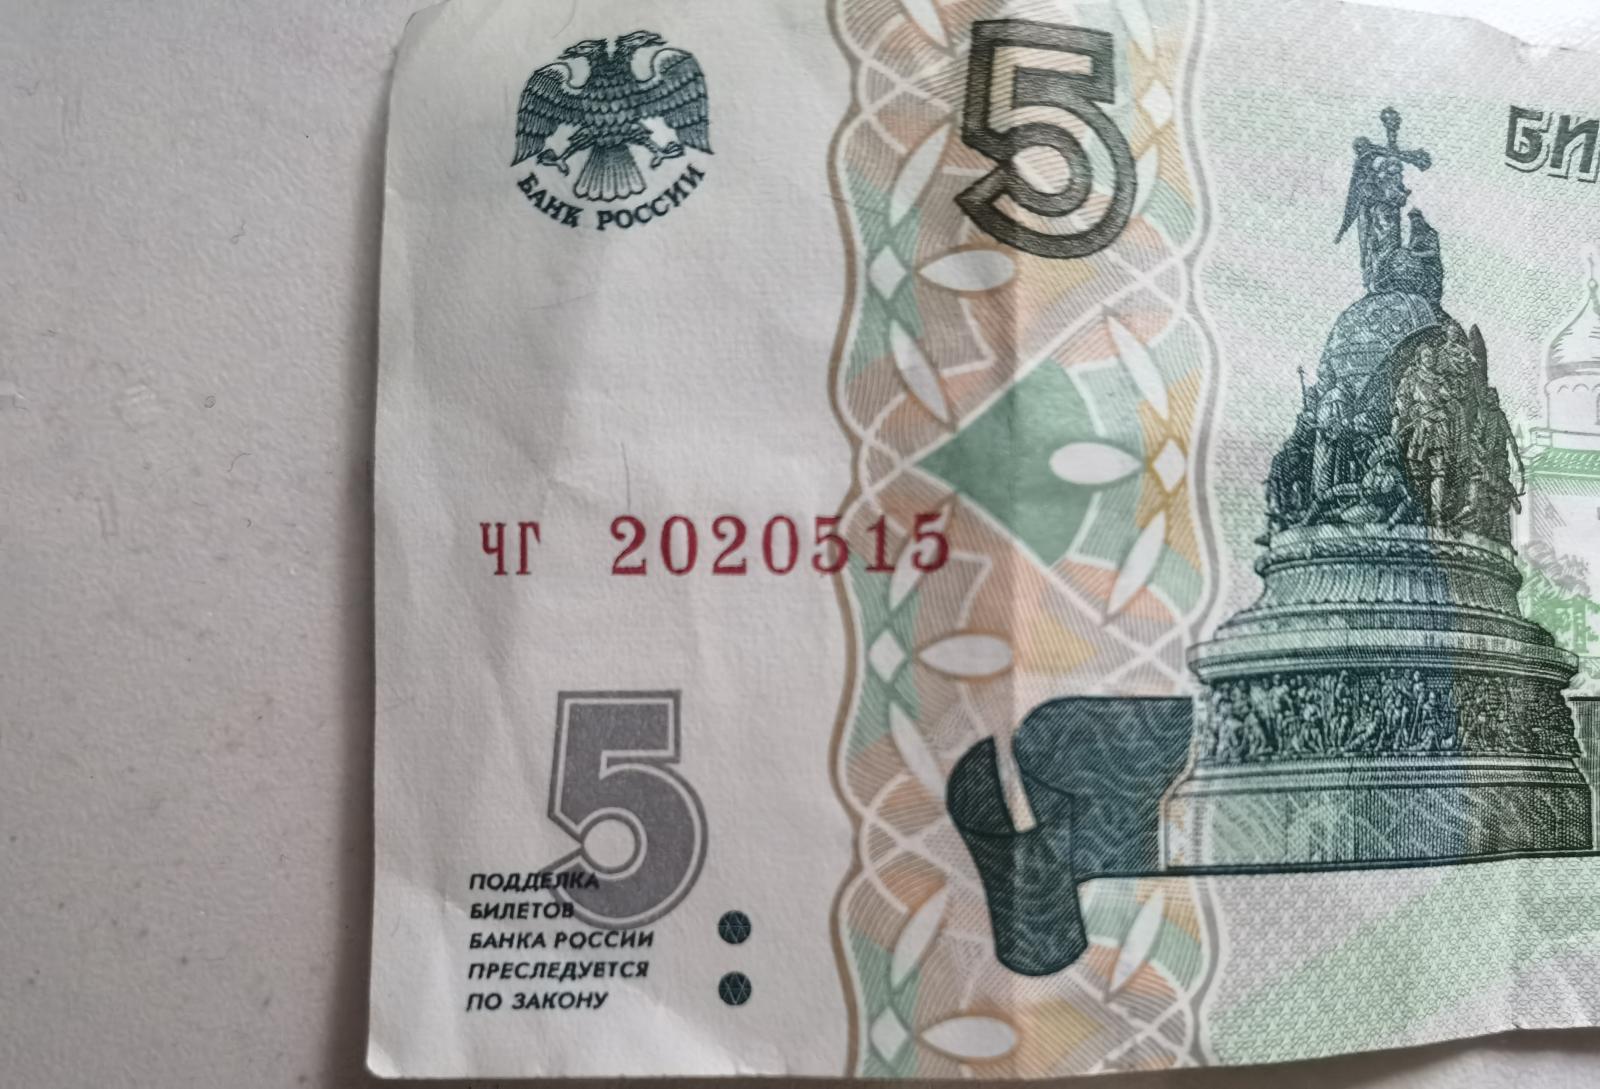 БАНК РОССИИ
5
БИ
ЧГ 2020515
5
ПОДДЕЛКА
БИЛЕТОВ
БАНКА РОССИИ
ПРЕСЛЕДУЕТСЯ
ПО ЗАКОНУ